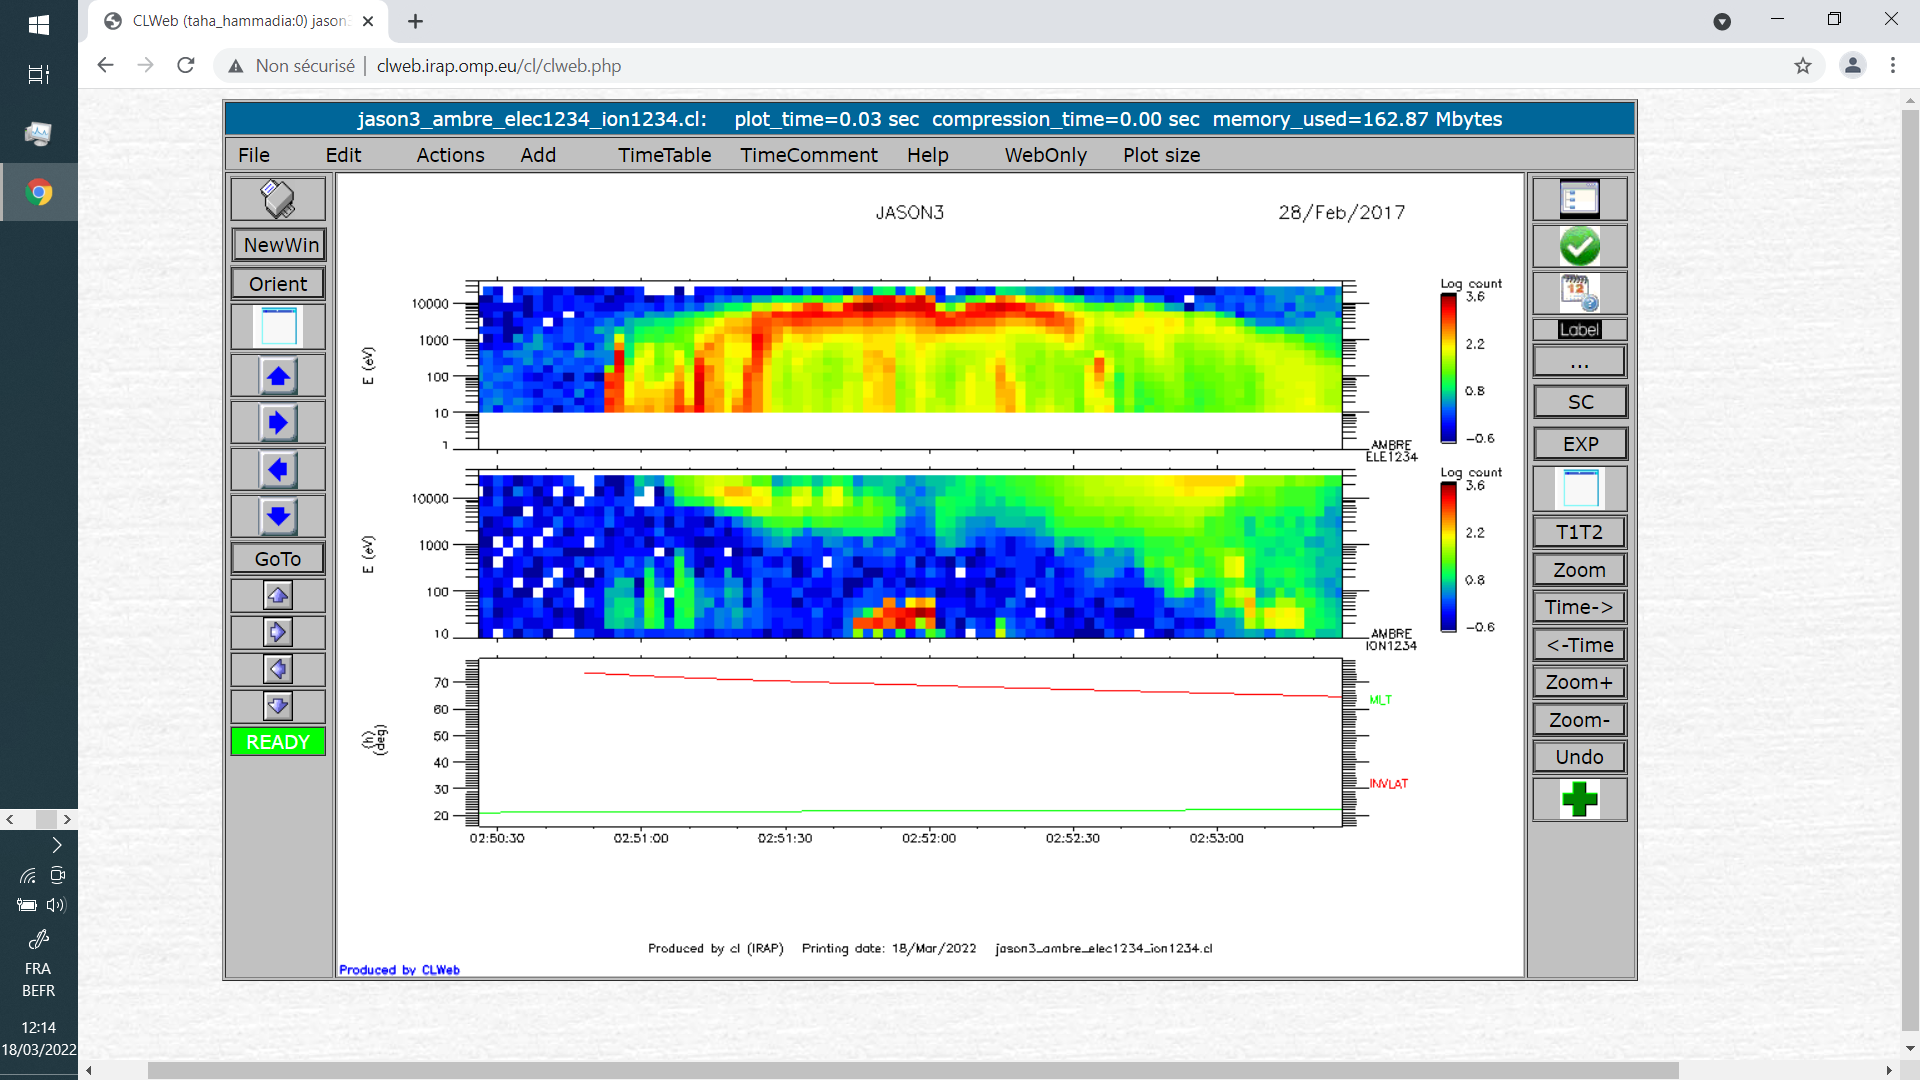 CLWeb (taha_hammadia:0) jason3
Non sécurisé | clweb.irap.omp.eu/cl/clweb.php
jason3_ambre_elec1234_ion1234.cl: plot_time=0.03 sec compression_time=0.00 sec memory_used=162.87 Mbytes
File Edit Actions Add TimeTable TimeComment Help WebOnly Plot size
NewWin
Orient
GoTo
READY
JASON3 28/Feb/2017
E (eV)
10000
1000
100
10
1
Log count
3.6
2.2
0.8
-0.6
AMBRE
ELE1234
E (eV)
10000
1000
100
10
Log count
3.6
2.2
0.8
-0.6
AMBRE
ION1234
(h)
(deg)
70
60
50
40
30
20
MLT
INVLAT
02:50:30 02:51:00 02:51:30 02:52:00 02:52:30 02:53:00
Produced by cl (IRAP) Printing date: 18/Mar/2022 jason3_ambre_elec1234_ion1234.cl
Produced by CLWeb
12
Label
...
SC
EXP
T1T2
Zoom
Time->
<-Time
Zoom+
Zoom-
Undo
FRA
BEFR
12:14
18/03/2022